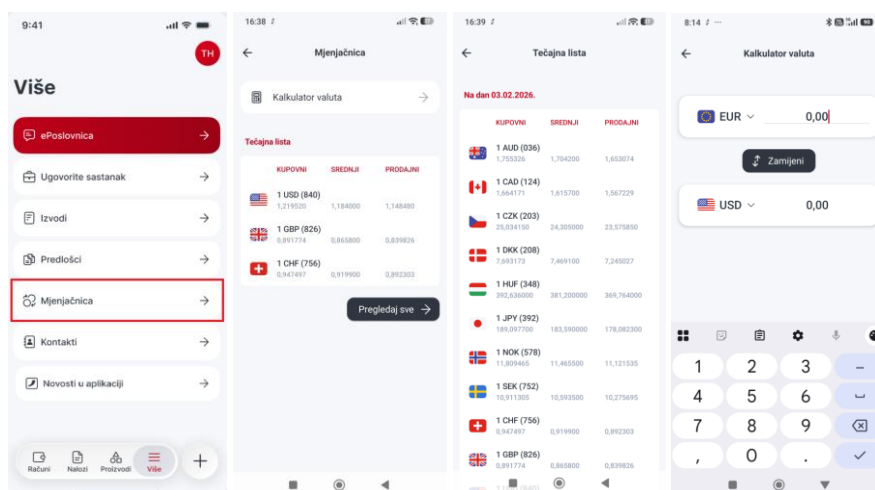 9:41
TH
Više
ePoslovnica
Ugovorite sastanak
Izvodi
Predlošci
Mjenjačnica
Kontakti
Novosti u aplikaciji
Računi
Nalozi
Proizvodi
Više
16:38
Mjenjačnica
Kalkulator valuta
Tečajna lista
KUPOVNI SREDNJI PRODAJNI
1 USD (840)
1,219520 1,184000 1,148480
1 GBP (826)
0,891774 0,865800 0,839826
1 CHF (756)
0,947497 0,919900 0,892303
Pregledaj sve
16:39
Tečajna lista
Na dan 03.02.2026.
KUPOVNI SREDNJI PRODAJNI
1 AUD (036)
1,755326 1,704200 1,653074
1 CAD (124)
1,664171 1,615700 1,567229
1 CZK (203)
25,034150 24,305000 23,575850
1 DKK (208)
7,693173 7,469100 7,245027
1 HUF (348)
392,636000 381,200000 369,764000
1 JPY (392)
189,097700 183,590000 178,082300
1 NOK (578)
11,809465 11,465500 11,121535
1 SEK (752)
10,911305 10,593500 10,275695
1 CHF (756)
0,947497 0,919900 0,892303
1 GBP (826)
0,891774 0,865800 0,839826
8:14
Kalkulator valuta
EUR 0,00
Zamijeni
USD 0,00
1 2 3 –
4 5 6
7 8 9
, 0 .